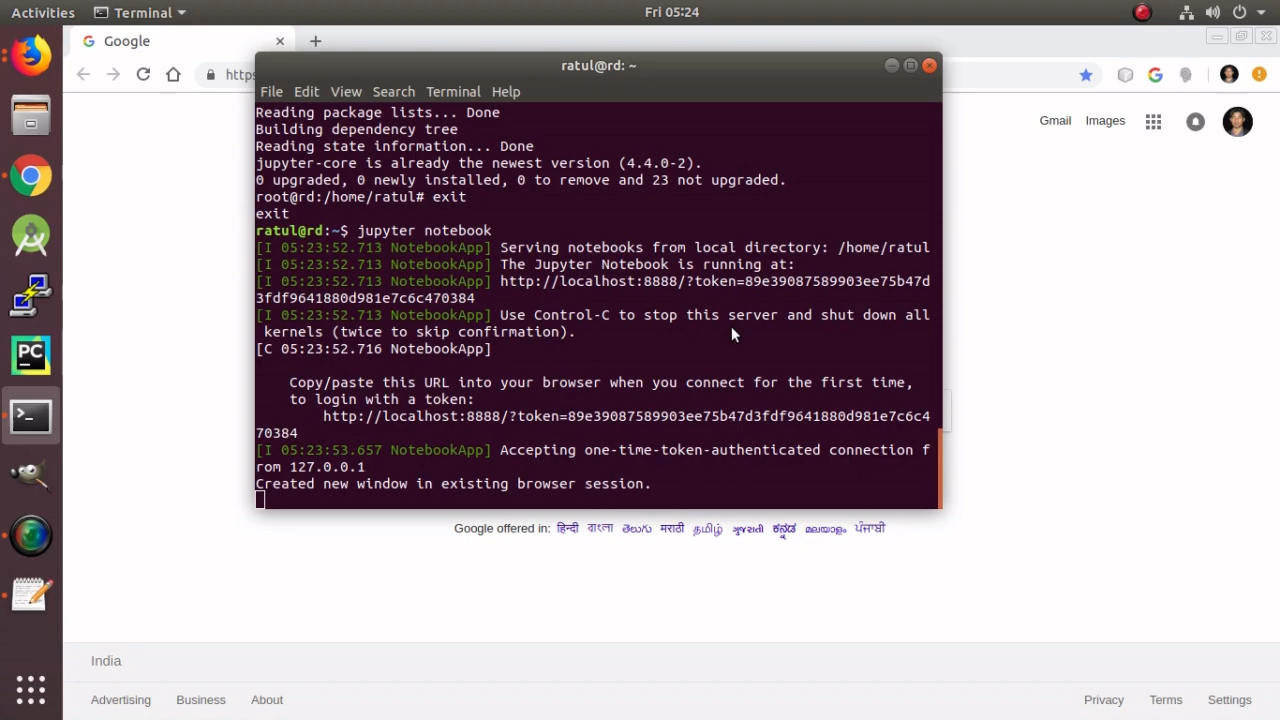 Activities Terminal Fri 05:24
Google
https
ratul@rd: ~
File Edit View Search Terminal Help
Gmail Images
Reading package lists... Done
Building dependency tree
Reading state information... Done
jupyter-core is already the newest version (4.4.0-2).
0 upgraded, 0 newly installed, 0 to remove and 23 not upgraded.
root@rd:/home/ratul# exit
exit
ratul@rd:~$ jupyter notebook
[I 05:23:52.713 NotebookApp] Serving notebooks from local directory: /home/ratul
[I 05:23:52.713 NotebookApp] The Jupyter Notebook is running at:
[I 05:23:52.713 NotebookApp] http://localhost:8888/?token=89e39087589903ee75b47d
3fdf9641880d981e7c6c470384
[I 05:23:52.713 NotebookApp] Use Control-C to stop this server and shut down all
kernels (twice to skip confirmation).
[C 05:23:52.716 NotebookApp]
Copy/paste this URL into your browser when you connect for the first time,
to login with a token:
http://localhost:8888/?token=89e39087589903ee75b47d3fdf9641880d981e7c6c4
70384
[I 05:23:53.657 NotebookApp] Accepting one-time-token-authenticated connection f
rom 127.0.0.1
Created new window in existing browser session.
Google offered in: हिन्दी বাংলা తెలుగు मराठी தமிழ் ગુજરાતી ಕನ್ನಡ മലയാളം ਪੰਜਾਬੀ
India
Advertising Business About Privacy Terms Settings